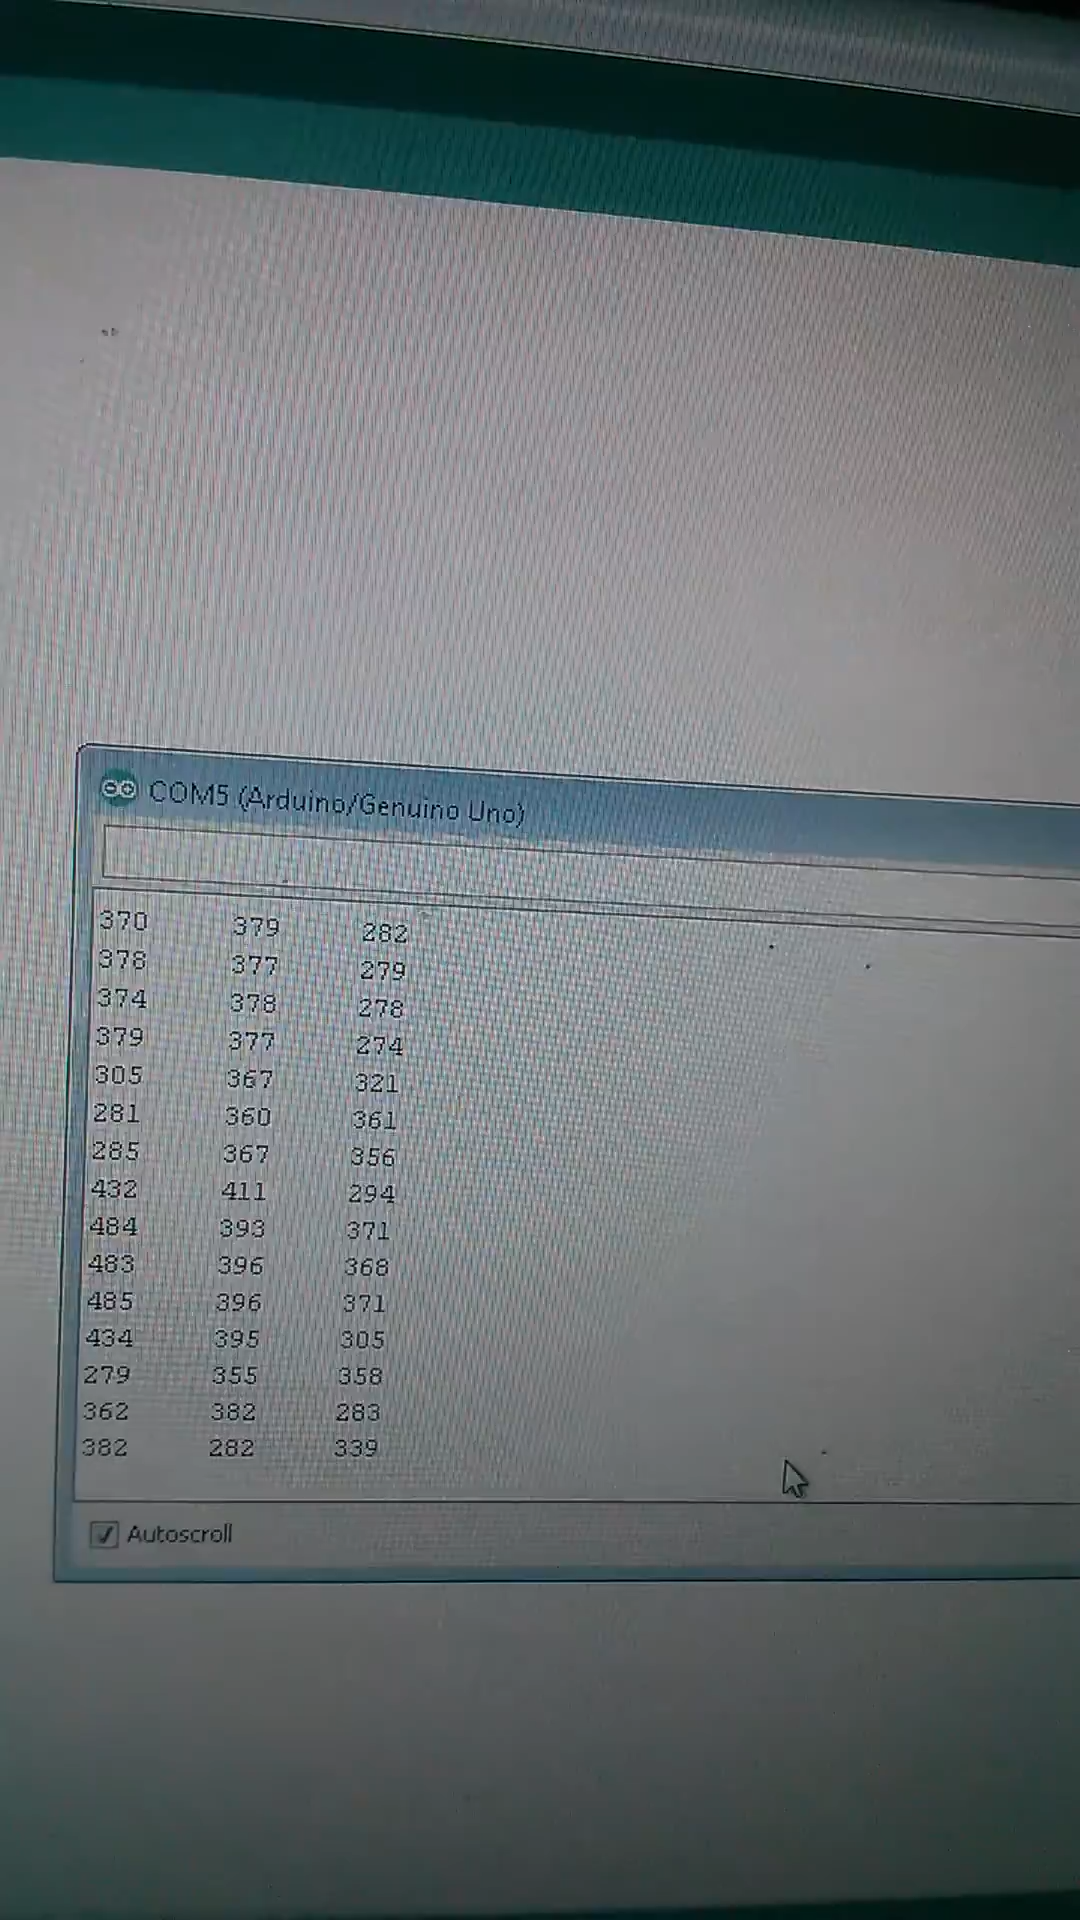 COM5 (Arduino/Genuino Uno)
370 379 282
378 377 279
374 378 278
379 377 274
305 367 321
281 360 361
285 367 356
432 411 294
484 393 371
483 396 368
485 396 371
434 395 305
279 355 358
362 382 283
382 282 339
Autoscroll